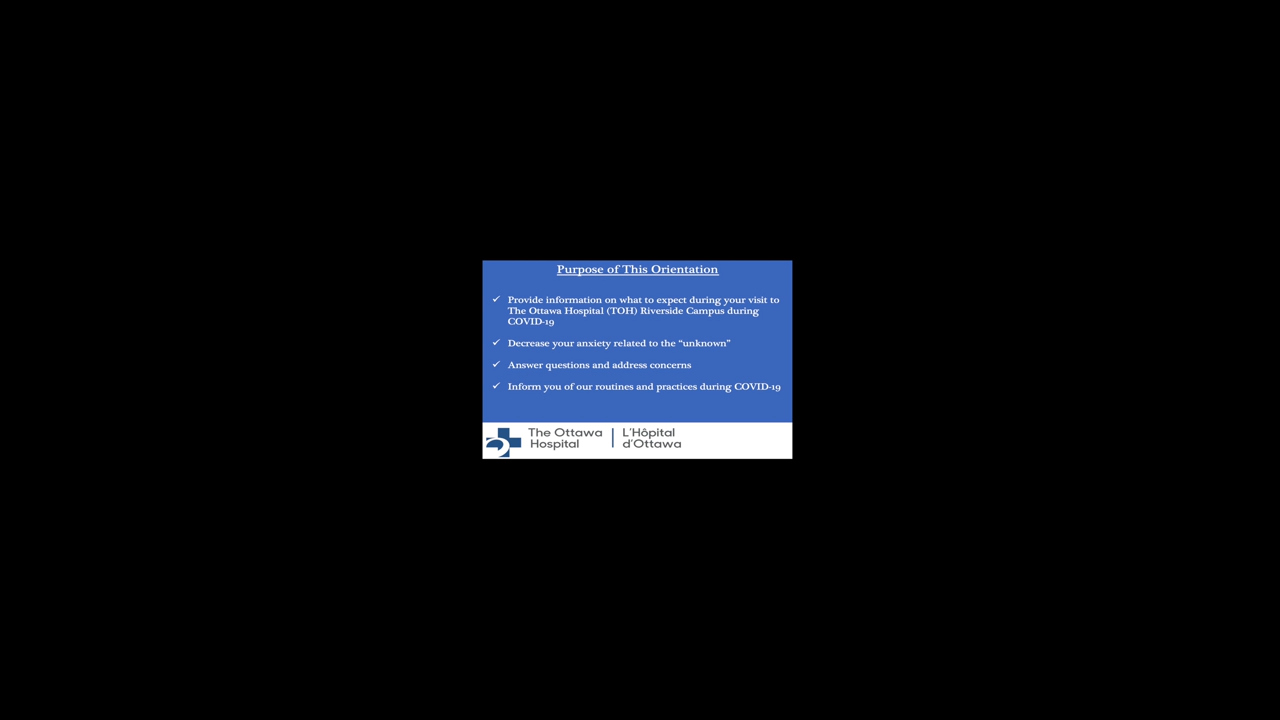 Purpose of This Orientation
✓ Provide information on what to expect during your visit to
The Ottawa Hospital (TOH) Riverside Campus during
COVID-19
✓ Decrease your anxiety related to the “unknown”
✓ Answer questions and address concerns
✓ Inform you of our routines and practices during COVID-19
The Ottawa
Hospital
L'Hôpital
d'Ottawa